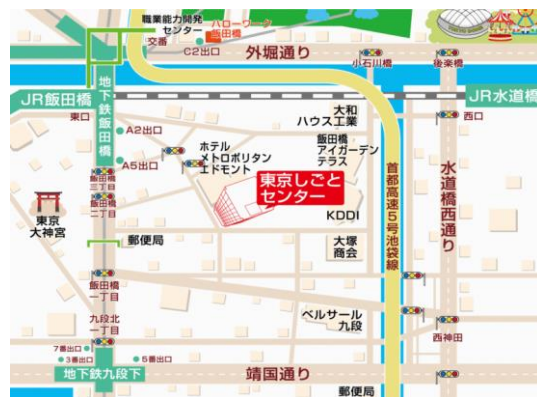 職業能力開発
センター
ハローワーク
飯田橋
交番
C2出口
外堀通り
小石川橋
後楽橋
JR飯田橋
地下鉄飯田橋
JR水道橋
東口
西口
A2出口
大和
ハウス工業
ホテル
メトロポリタン
エドモント
飯田橋
アイガーデン
テラス
A5出口
飯田橋
三丁目
東京しごと
センター
首都高速5号池袋線
水道橋西通り
飯田橋
二丁目
東京
大神宮
KDDI
郵便局
大塚
商会
飯田橋
一丁目
ベルサール
九段
九段北
一丁目
西神田
7番出口
3番出口
5番出口
地下鉄九段下
靖国通り
郵便局